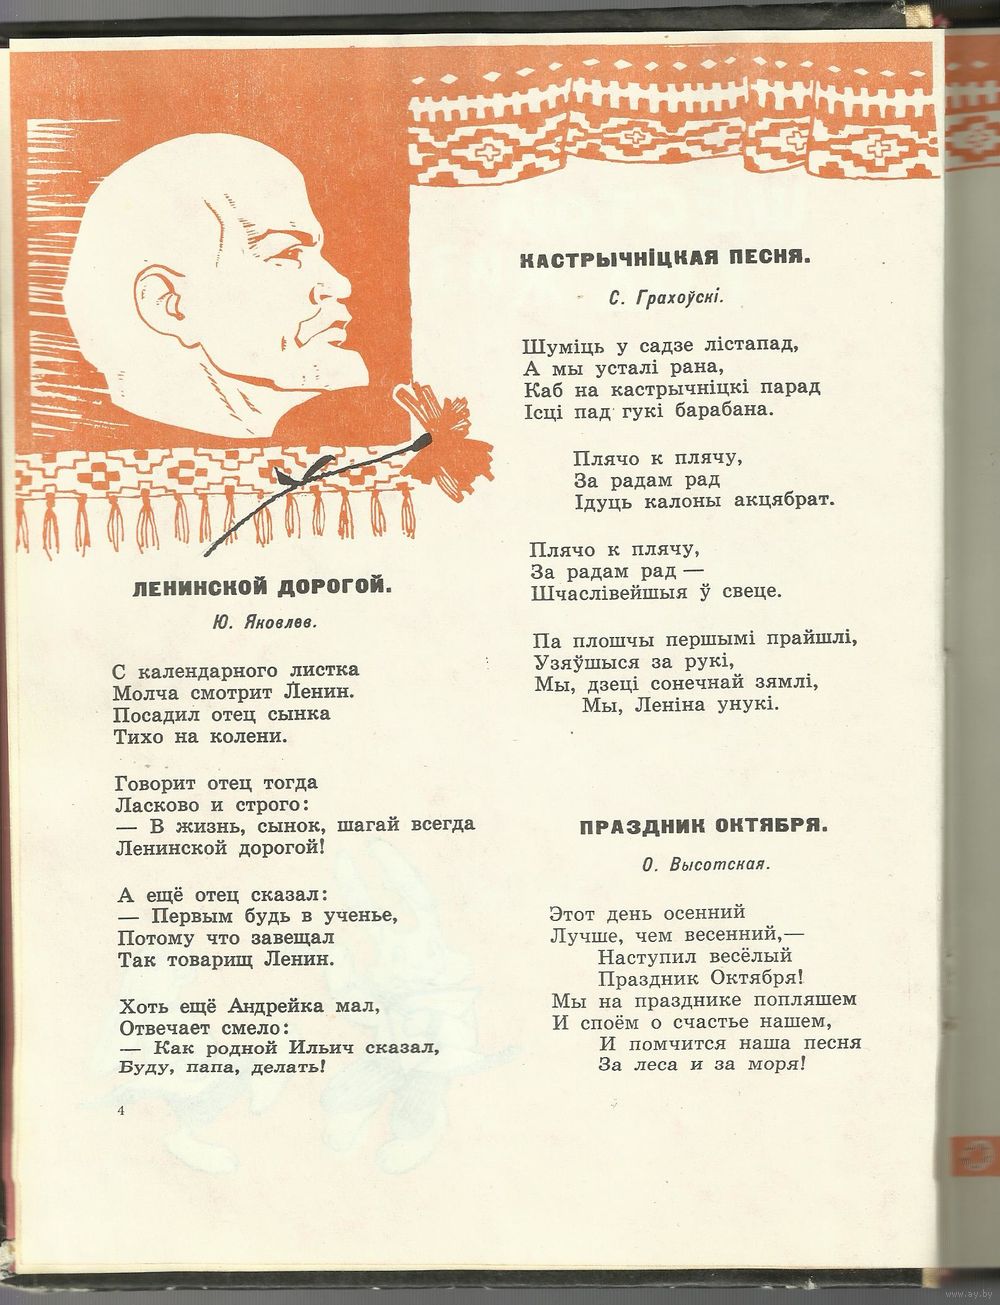 ЛЕНИНСКОЙ ДОРОГОЙ.
Ю. Яковлев.
С календарного листка
Молча смотрит Ленин.
Посадил отец сынка
Тихо на колени.
Говорит отец тогда
Ласково и строго:
— В жизнь, сынок, шагай всегда
Ленинской дорогой!
А ещё отец сказал:
— Первым будь в ученье,
Потому что завещал
Так товарищ Ленин.
Хоть ещё Андрейка мал,
Отвечает смело:
— Как родной Ильич сказал,
Буду, папа, делать!
4
КАСТРЫЧНІЦКАЯ ПЕСНЯ.
С. Грахоўскі.
Шуміць у садзе лістапад,
А мы усталі рана,
Каб на кастрычніцкі парад
Ісці пад гукі барабана.
Плячо к плячу,
За радам рад
Ідуць калоны акцябрат.
Плячо к плячу,
За радам рад —
Шчаслівейшыя ў свеце.
Па плошчы першымі прайшлі,
Узяўшыся за рукі,
Мы, дзеці сонечнай зямлі,
Мы, Леніна унукі.
ПРАЗДНИК ОКТЯБРЯ.
О. Высотская.
Этот день осенний
Лучше, чем весенний,—
Наступил весёлый
Праздник Октября!
Мы на празднике попляшем
И споём о счастье нашем,
И помчится наша песня
За леса и за моря!
www.ay.by